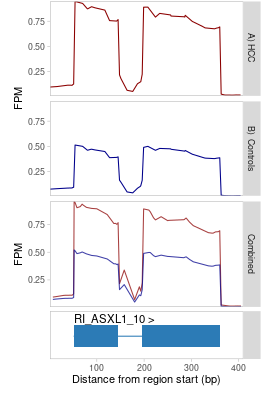 0.75
0.50
0.25
A) HCC
FPM
0.75
0.50
0.25
B) Controls
0.75
0.50
0.25
FPM
Combined
RI_ASXL1_10 >
100 200 300 400
Distance from region start (bp)